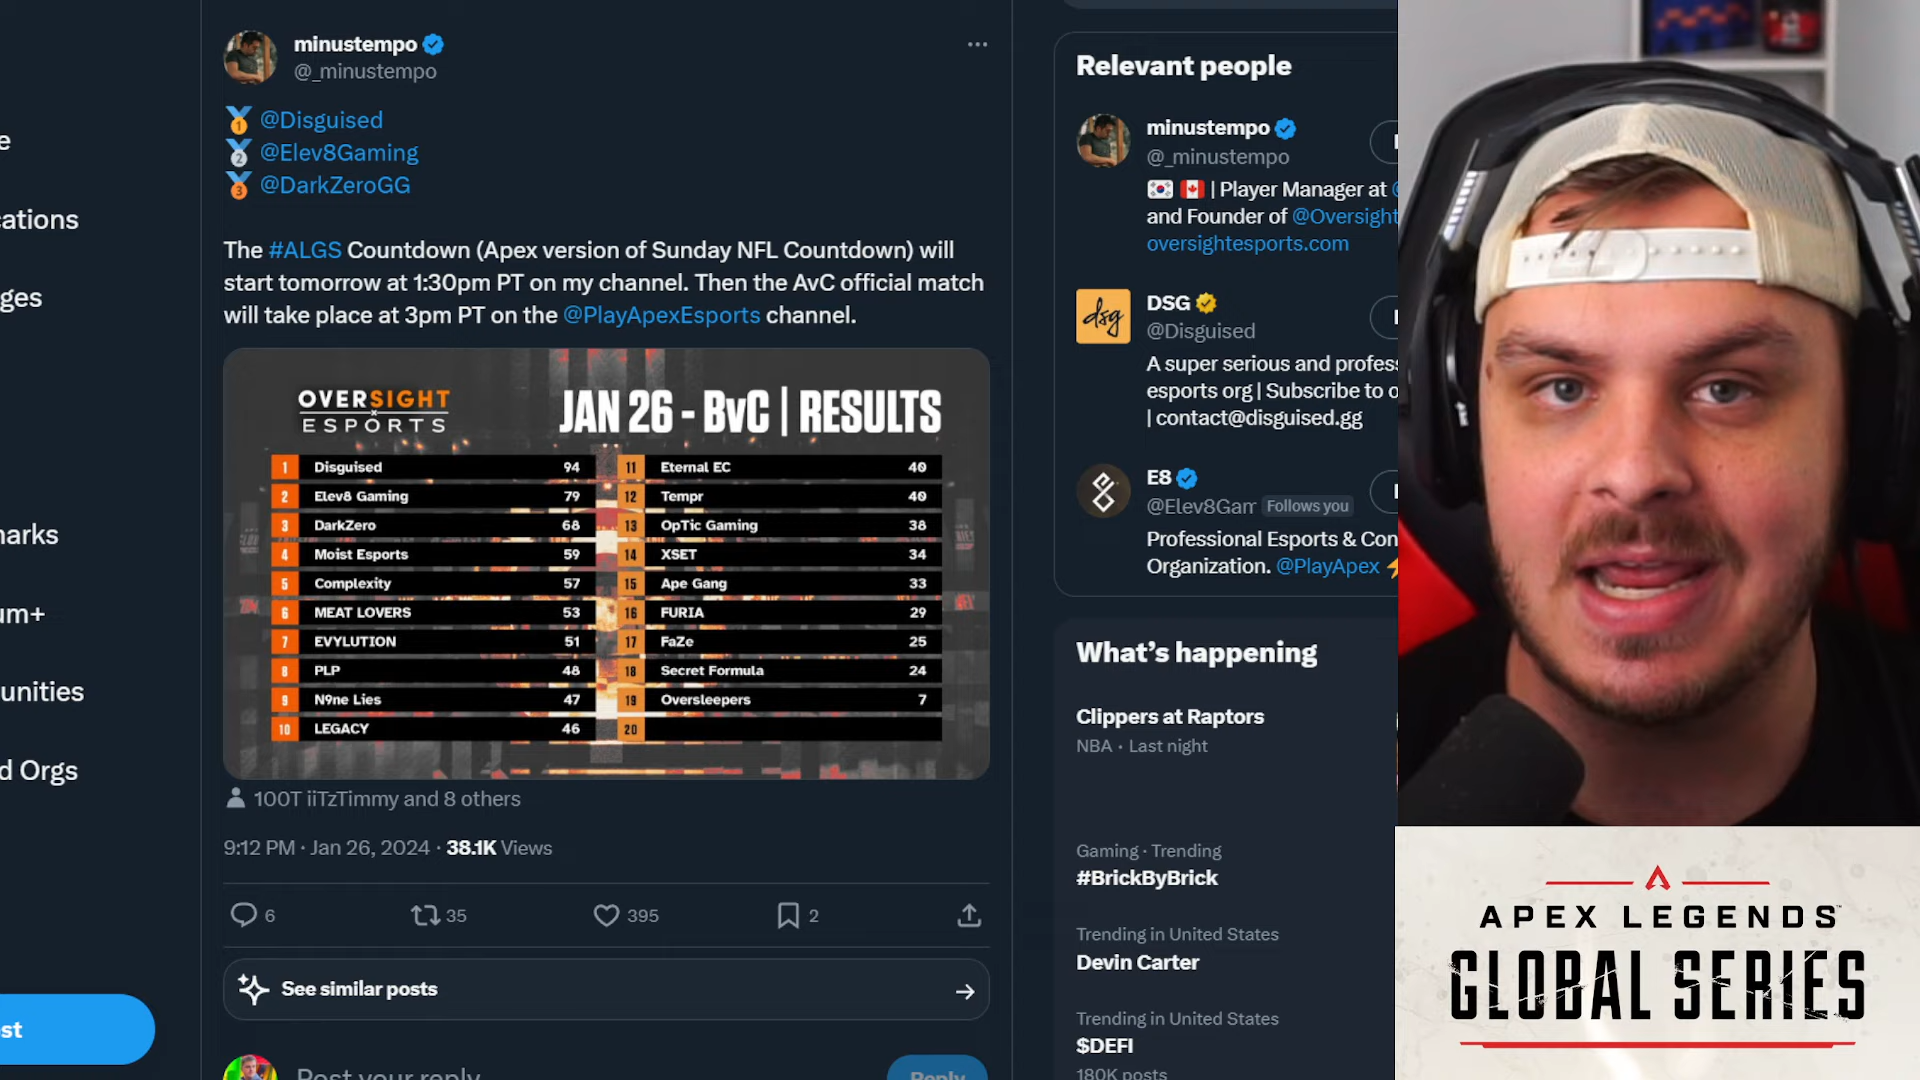 e
cations
ges
narks
um+
unities
d Orgs
st
minustempo
@_minustempo
@Disguised
@Elev8Gaming
@DarkZeroGG
The #ALGS Countdown (Apex version of Sunday NFL Countdown) will
start tomorrow at 1:30pm PT on my channel. Then the AvC official match
will take place at 3pm PT on the @PlayApexEsports channel.
OVERSIGHT
ESPORTS
JAN 26 - BvC | RESULTS
1 Disguised 94
2 Elev8 Gaming 79
3 DarkZero 68
4 Moist Esports 59
5 Complexity 57
6 MEAT LOVERS 53
7 EVYLUTION 51
8 PLP 48
9 N9ne Lies 47
10 LEGACY 46
11 Eternal EC 40
12 Tempr 40
13 OpTic Gaming 38
14 XSET 34
15 Ape Gang 33
16 FURIA 29
17 FaZe 25
18 Secret Formula 24
19 Oversleepers 7
20
100T iiTzTimmy and 8 others
9:12 PM · Jan 26, 2024 · 38.1K Views
6 35 395 2
See similar posts
Post your reply
Reply
Relevant people
minustempo
@_minustempo
| Player Manager at @
and Founder of @Oversight
oversightesports.com
DSG
@Disguised
A super serious and profess
esports org | Subscribe to o
| contact@disguised.gg
E8
@Elev8Gam Follows you
Professional Esports & Con
Organization. @PlayApex
What's happening
Clippers at Raptors
NBA · Last night
Gaming · Trending
#BrickByBrick
Trending in United States
Devin Carter
Trending in United States
$DEFI
180K posts
APEX LEGENDS™
GLOBAL SERIES